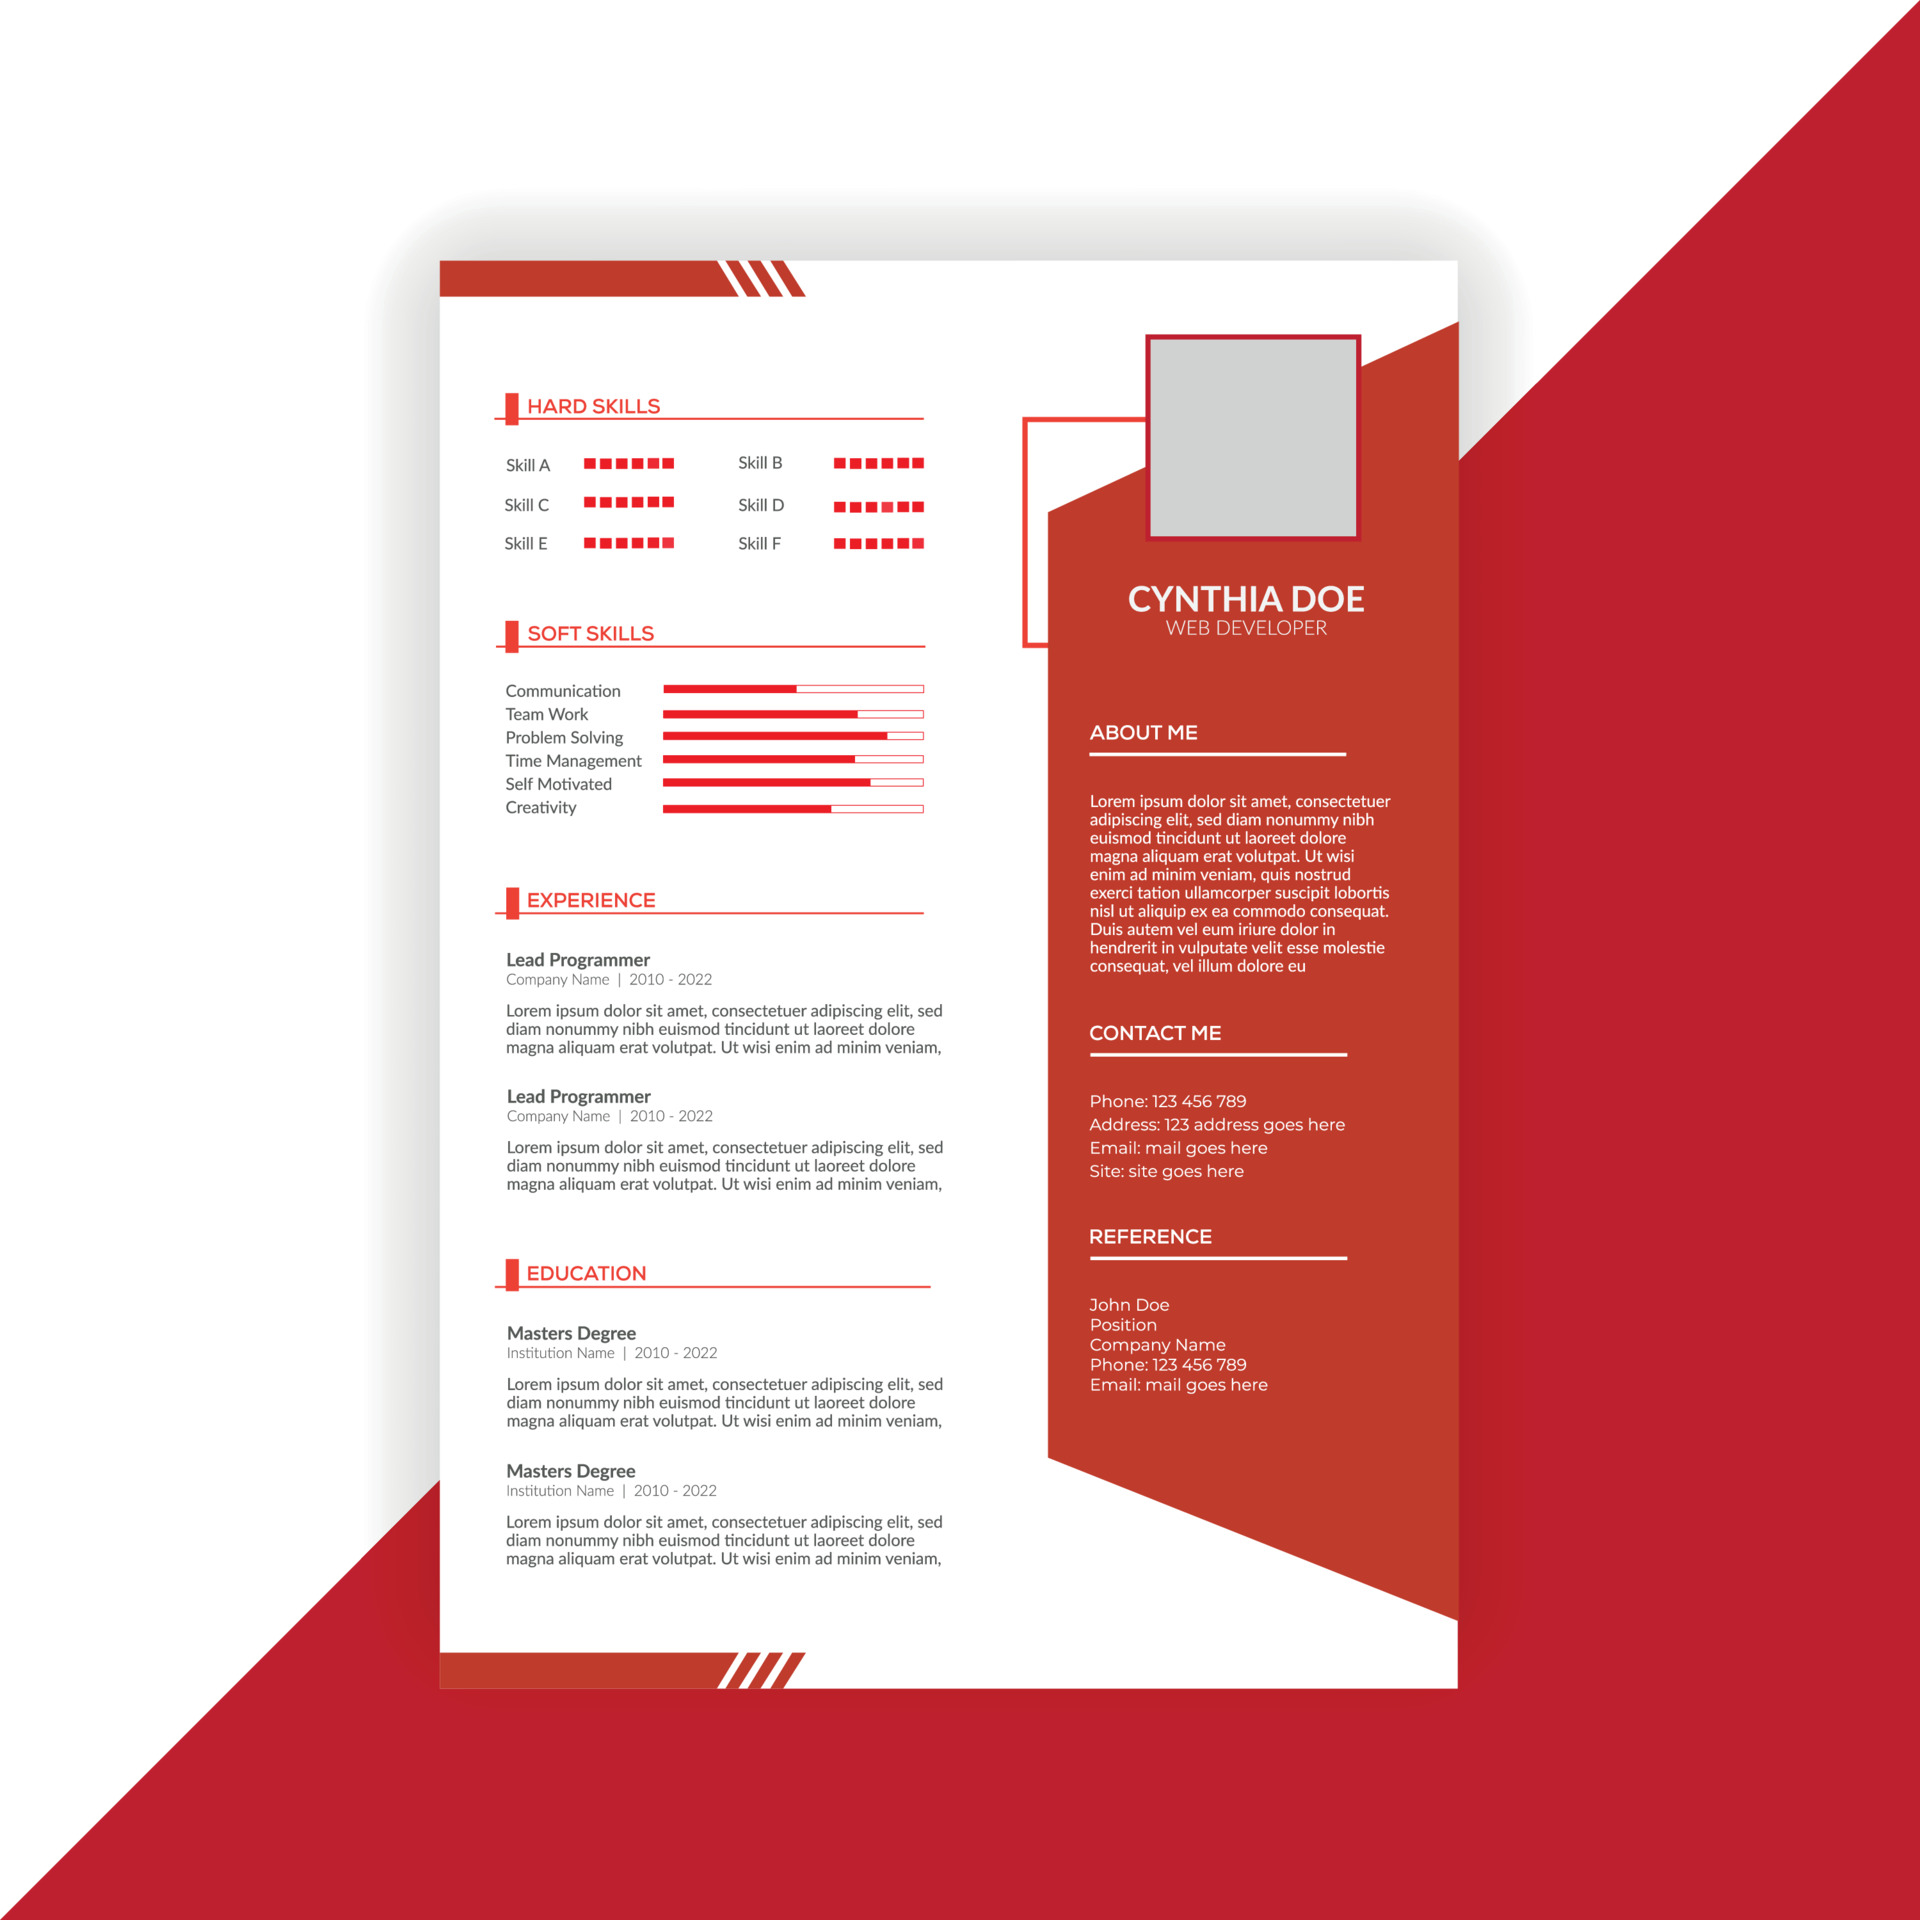 HARD SKILLS
Skill A
Skill B
Skill C
Skill D
Skill E
Skill F
SOFT SKILLS
Communication
Team Work
Problem Solving
Time Management
Self Motivated
Creativity
EXPERIENCE
Lead Programmer
Company Name | 2010 - 2022
Lorem ipsum dolor sit amet, consectetuer adipiscing elit, sed
diam nonummy nibh euismod tincidunt ut laoreet dolore
magna aliquam erat volutpat. Ut wisi enim ad minim veniam,
Lead Programmer
Company Name | 2010 - 2022
Lorem ipsum dolor sit amet, consectetuer adipiscing elit, sed
diam nonummy nibh euismod tincidunt ut laoreet dolore
magna aliquam erat volutpat. Ut wisi enim ad minim veniam,
EDUCATION
Masters Degree
Institution Name | 2010 - 2022
Lorem ipsum dolor sit amet, consectetuer adipiscing elit, sed
diam nonummy nibh euismod tincidunt ut laoreet dolore
magna aliquam erat volutpat. Ut wisi enim ad minim veniam,
Masters Degree
Institution Name | 2010 - 2022
Lorem ipsum dolor sit amet, consectetuer adipiscing elit, sed
diam nonummy nibh euismod tincidunt ut laoreet dolore
magna aliquam erat volutpat. Ut wisi enim ad minim veniam,
CYNTHIA DOE
WEB DEVELOPER
ABOUT ME
Lorem ipsum dolor sit amet, consectetuer
adipiscing elit, sed diam nonummy nibh
euismod tincidunt ut laoreet dolore
magna aliquam erat volutpat. Ut wisi
enim ad minim veniam, quis nostrud
exerci tation ullamcorper suscipit lobortis
nisl ut aliquip ex ea commodo consequat.
Duis autem vel eum iriure dolor in
hendrerit in vulputate velit esse molestie
consequat, vel illum dolore eu
CONTACT ME
Phone: 123 456 789
Address: 123 address goes here
Email: mail goes here
Site: site goes here
REFERENCE
John Doe
Position
Company Name
Phone: 123 456 789
Email: mail goes here